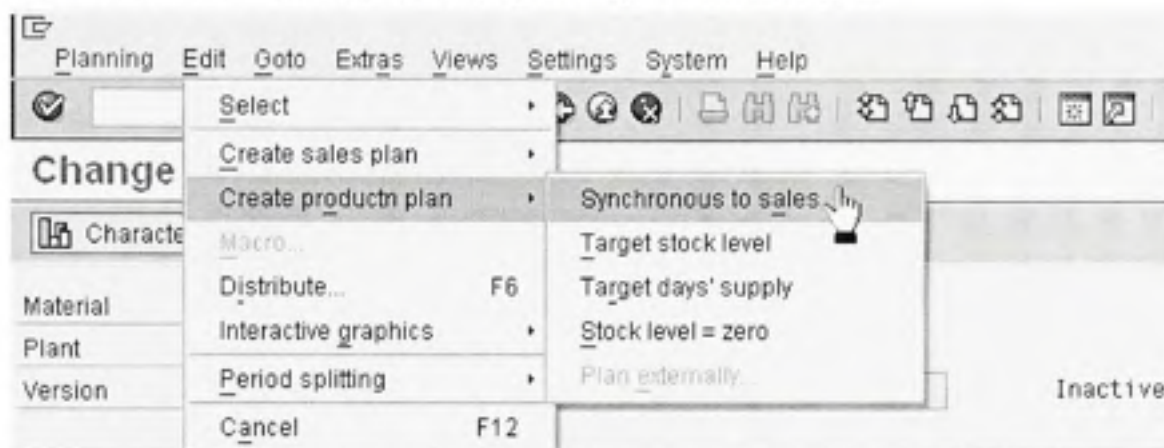 Planning Edit Goto Extras Views Settings System Help
Select
Change
Create sales plan
Create productn plan
Synchronous to sales
Characte
Macro...
Target stock level
Distribute... F6
Target days' supply
Material
Interactive graphics
Stock level = zero
Plant
Period splitting
Plan externally...
Version
Inactive
Cancel F12